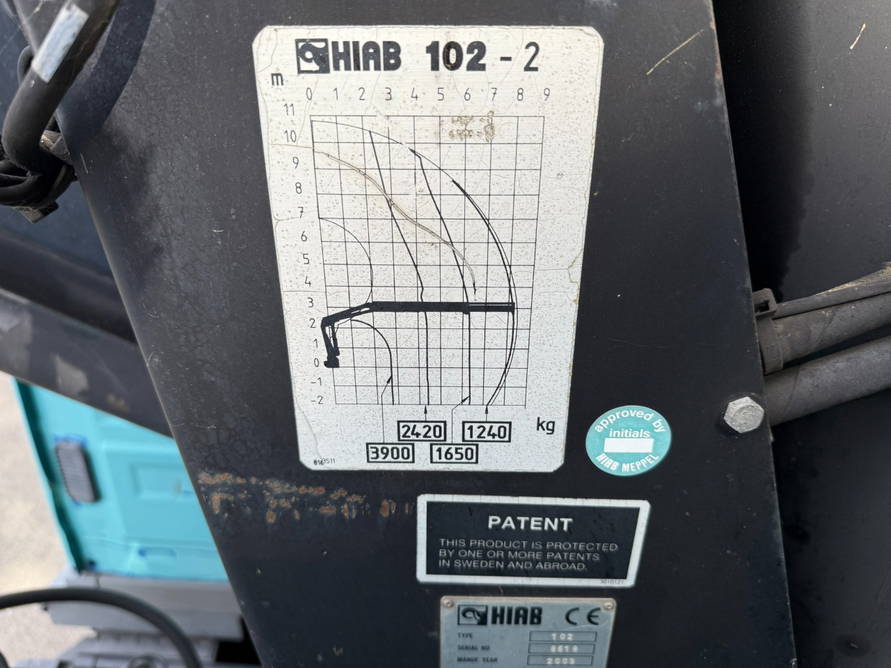 HIAB 102 - 2
m
0 1 2 3 4 5 6 7 8 9
11
10
9
8
7
6
5
4
3
2
1
0
-1
-2
2420 1240 kg
3900 1650
approved by
initials
HIAB MEPPEL
PATENT
THIS PRODUCT IS PROTECTED
BY ONE OR MORE PATENTS
IN SWEDEN AND ABROAD.
HIAB CE
TYPE 102
SERIAL NO
MANUF YEAR 2003